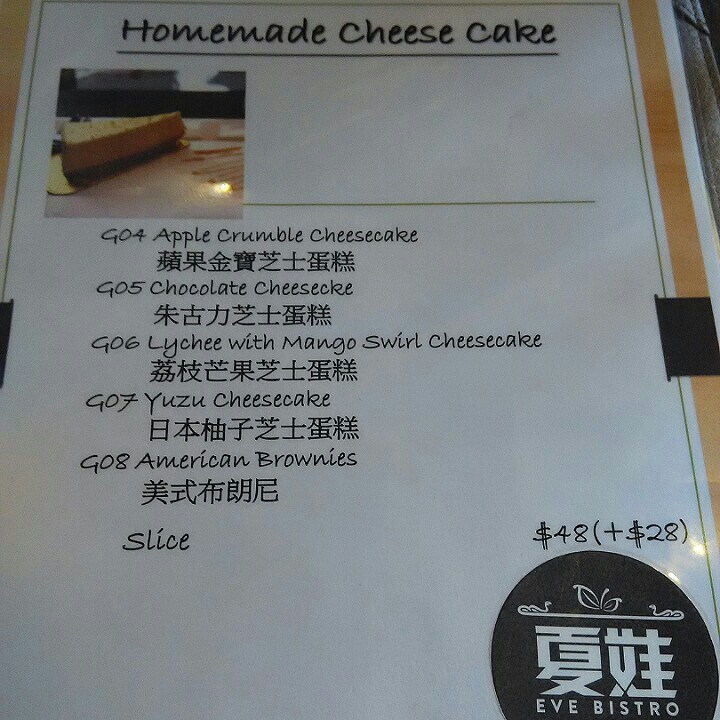 Homemade Cheese Cake
G04 Apple Crumble Cheesecake
蘋果金寶芝士蛋糕
G05 Chocolate Cheesecke
朱古力芝士蛋糕
G06 Lychee with Mango Swirl Cheesecake
荔枝芒果芝士蛋糕
G07 Yuzu Cheesecake
日本柚子芝士蛋糕
G08 American Brownies
美式布朗尼
Slice $48(+$28)
夏娃
EVE BISTRO